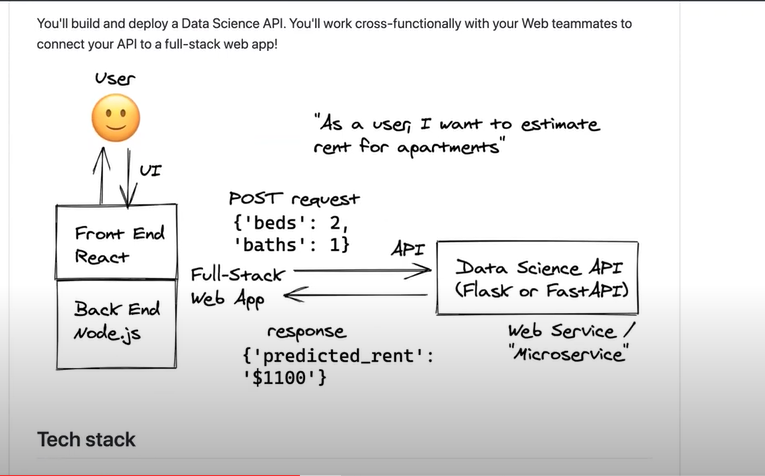 You'll build and deploy a Data Science API. You'll work cross-functionally with your Web teammates to
connect your API to a full-stack web app!
User
"As a user, I want to estimate
rent for apartments"
UI
POST request
{'beds': 2,
'baths': 1}
Front End
React
API
Full-Stack
Web App
Data Science API
(Flask or FastAPI)
Back End
Node.js
response
{'predicted_rent':
'$1100'}
Web Service /
"Microservice"
Tech stack